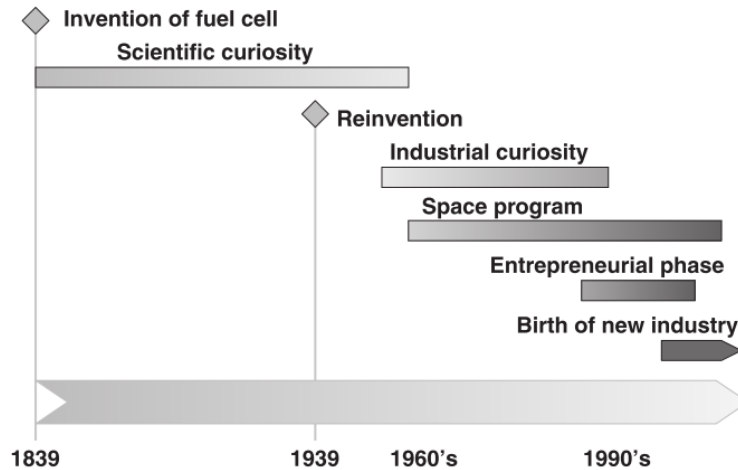 Invention of fuel cell
Scientific curiosity
Reinvention
Industrial curiosity
Space program
Entrepreneurial phase
Birth of new industry
1839 1939 1960's 1990's